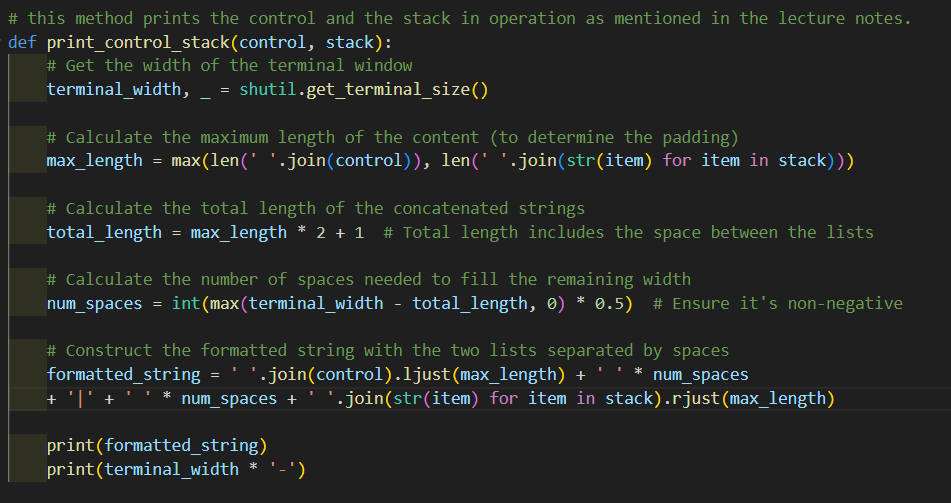 # this method prints the control and the stack in operation as mentioned in the lecture notes.
def print_control_stack(control, stack):
    # Get the width of the terminal window
    terminal_width, _ = shutil.get_terminal_size()

    # Calculate the maximum length of the content (to determine the padding)
    max_length = max(len(' '.join(control)), len(' '.join(str(item) for item in stack)))

    # Calculate the total length of the concatenated strings
    total_length = max_length * 2 + 1  # Total length includes the space between the lists

    # Calculate the number of spaces needed to fill the remaining width
    num_spaces = int(max(terminal_width - total_length, 0) * 0.5)  # Ensure it's non-negative

    # Construct the formatted string with the two lists separated by spaces
    formatted_string = ' '.join(control).ljust(max_length) + ' ' * num_spaces
    + '|' + ' ' * num_spaces + ' '.join(str(item) for item in stack).rjust(max_length)

    print(formatted_string)
    print(terminal_width * '-')